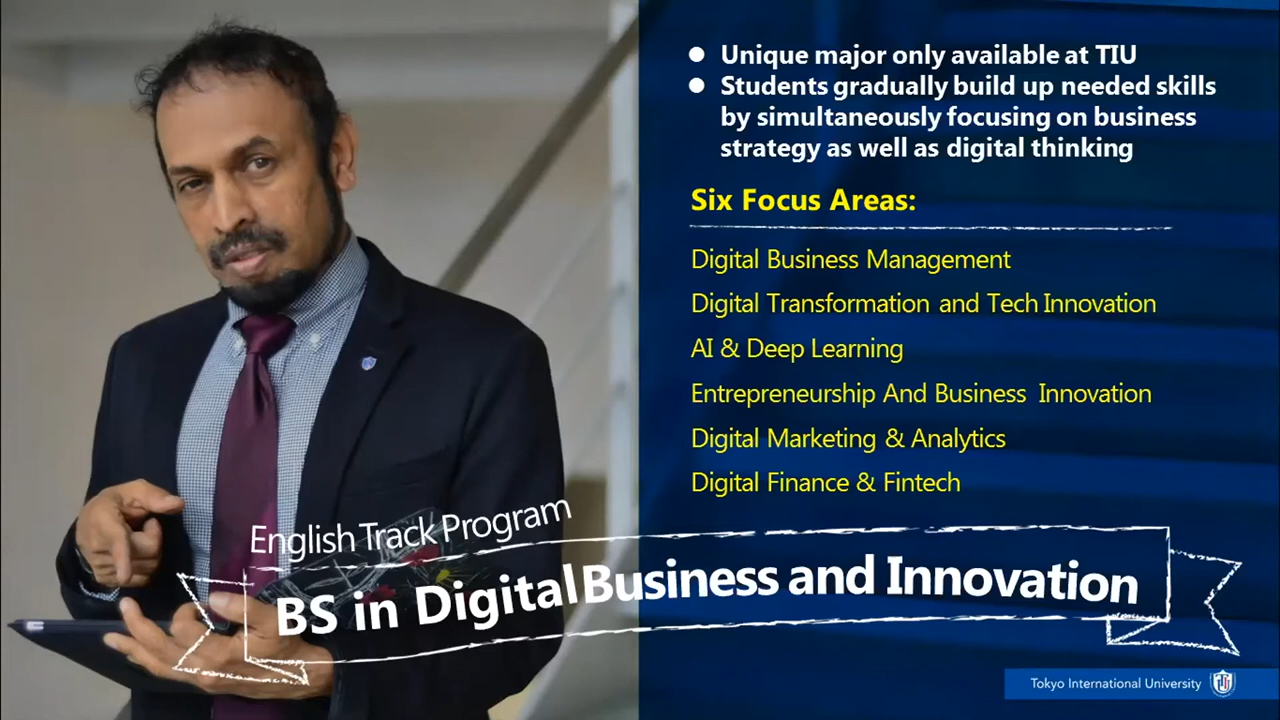 ● Unique major only available at TIU
● Students gradually build up needed skills
by simultaneously focusing on business
strategy as well as digital thinking
Six Focus Areas:
Digital Business Management
Digital Transformation and Tech Innovation
AI & Deep Learning
Entrepreneurship And Business Innovation
Digital Marketing & Analytics
Digital Finance & Fintech
English Track Program
BS in Digital Business and Innovation
Tokyo International University